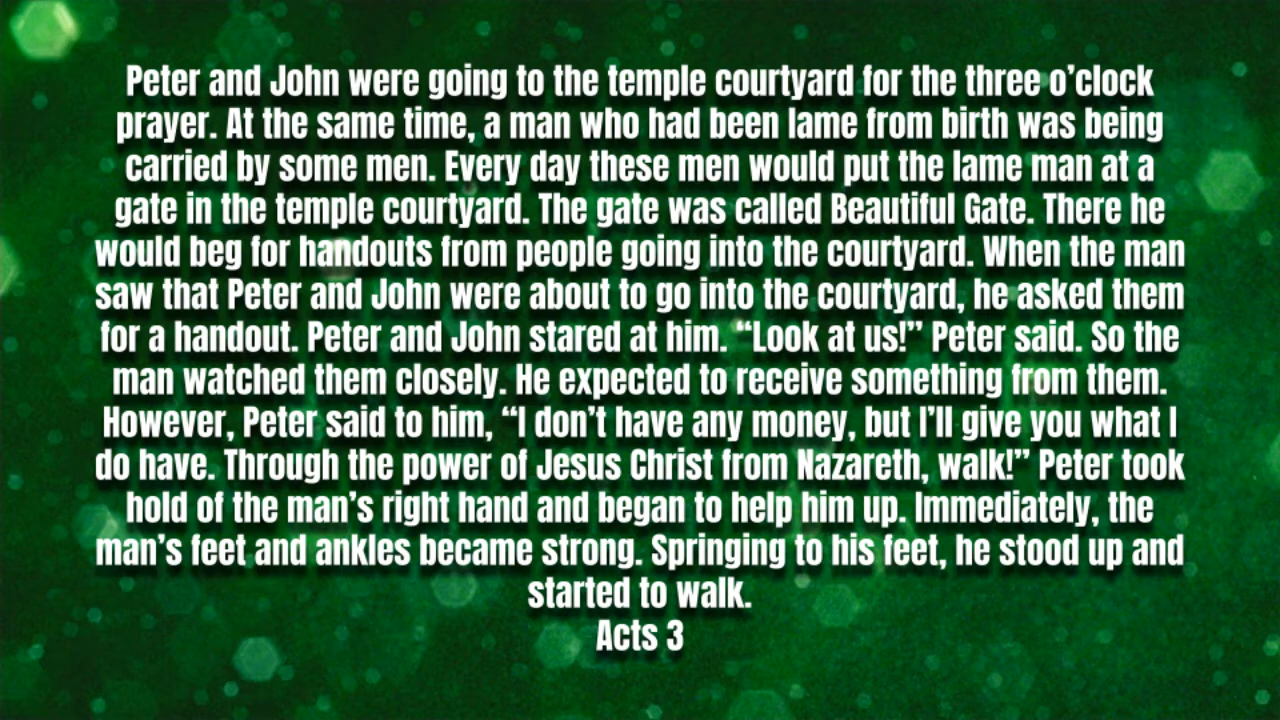 Peter and John were going to the temple courtyard for the three o’clock
prayer. At the same time, a man who had been lame from birth was being
carried by some men. Every day these men would put the lame man at a
gate in the temple courtyard. The gate was called Beautiful Gate. There he
would beg for handouts from people going into the courtyard. When the man
saw that Peter and John were about to go into the courtyard, he asked them
for a handout. Peter and John stared at him. “Look at us!” Peter said. So the
man watched them closely. He expected to receive something from them.
However, Peter said to him, “I don’t have any money, but I’ll give you what I
do have. Through the power of Jesus Christ from Nazareth, walk!” Peter took
hold of the man’s right hand and began to help him up. Immediately, the
man’s feet and ankles became strong. Springing to his feet, he stood up and
started to walk.
Acts 3